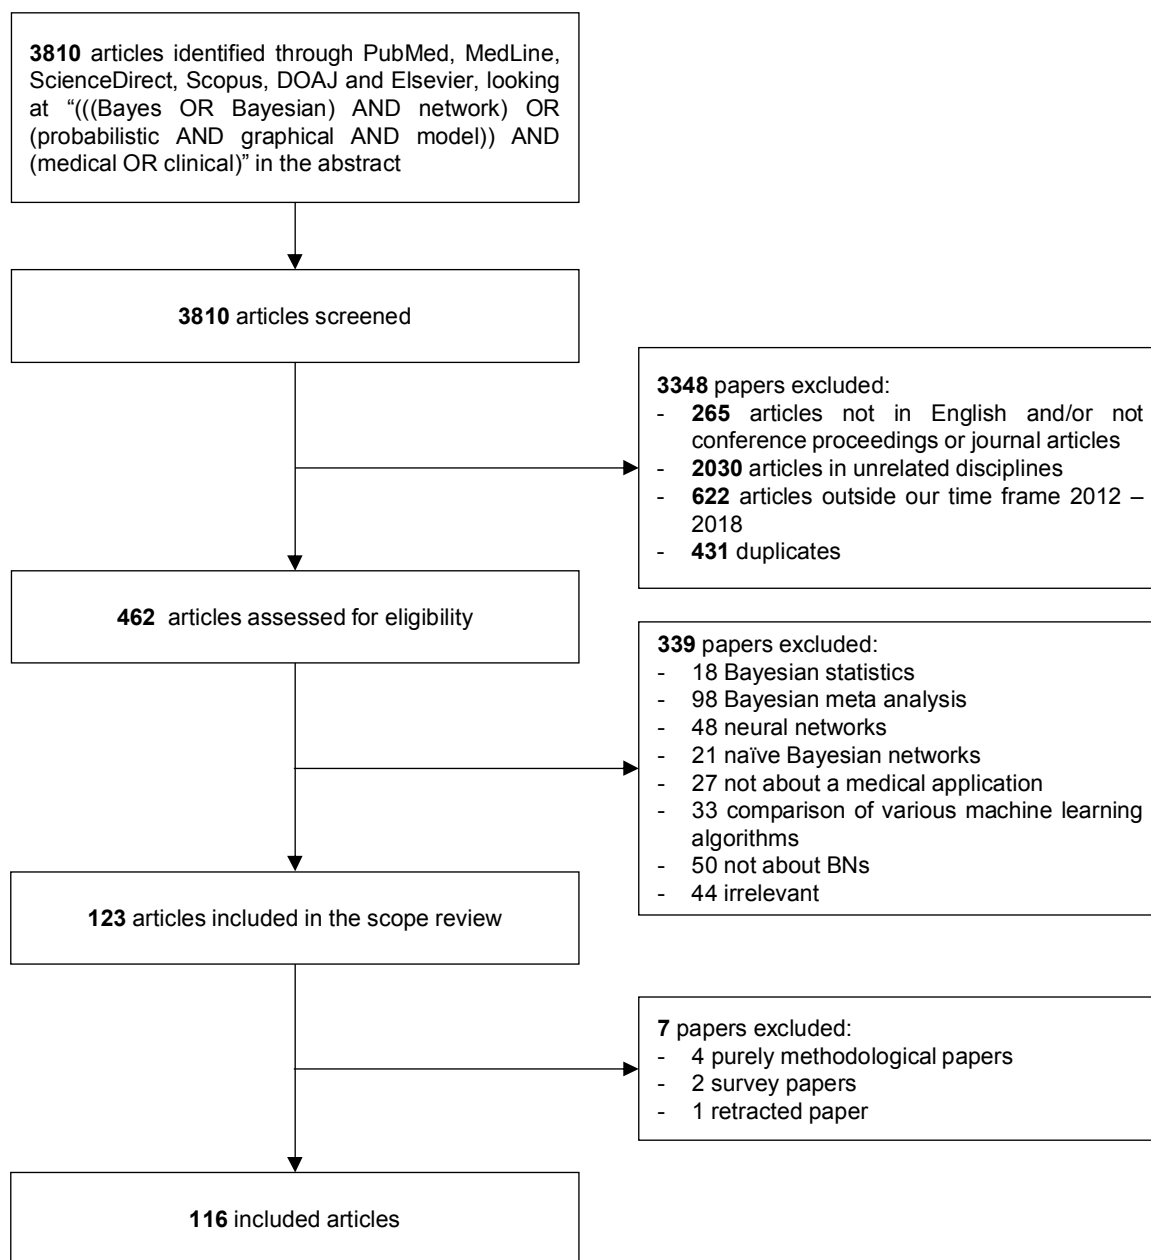 3810 articles identified through PubMed, MedLine,
ScienceDirect, Scopus, DOAJ and Elsevier, looking
at “(((Bayes OR Bayesian) AND network) OR
(probabilistic AND graphical AND model)) AND
(medical OR clinical)” in the abstract
3810 articles screened
3348 papers excluded:
- 265 articles not in English and/or not
conference proceedings or journal articles
- 2030 articles in unrelated disciplines
- 622 articles outside our time frame 2012 –
2018
- 431 duplicates
462 articles assessed for eligibility
339 papers excluded:
- 18 Bayesian statistics
- 98 Bayesian meta analysis
- 48 neural networks
- 21 naïve Bayesian networks
- 27 not about a medical application
- 33 comparison of various machine learning
algorithms
- 50 not about BNs
- 44 irrelevant
123 articles included in the scope review
7 papers excluded:
- 4 purely methodological papers
- 2 survey papers
- 1 retracted paper
116 included articles